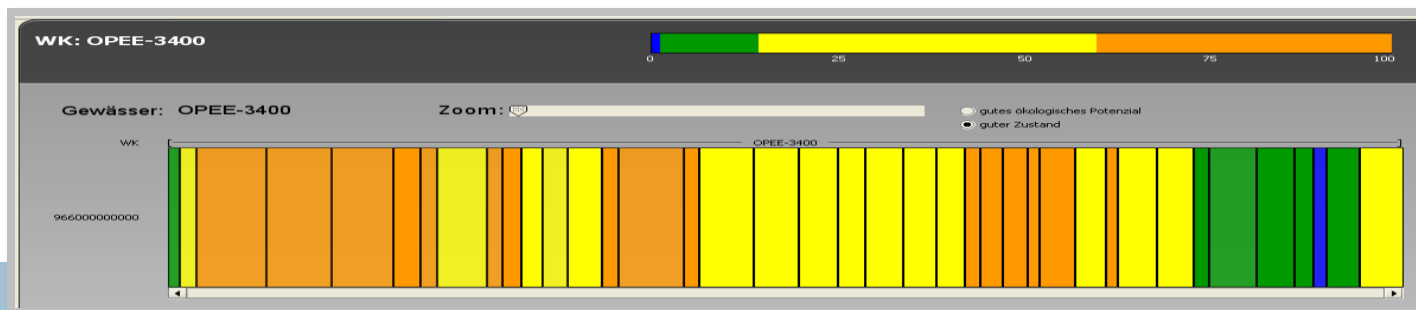 WK: OPEE-3400
0 25 50 75 100
Gewässer: OPEE-3400 Zoom:
gutes ökologisches Potenzial
guter Zustand
WK OPEE-3400
966000000000